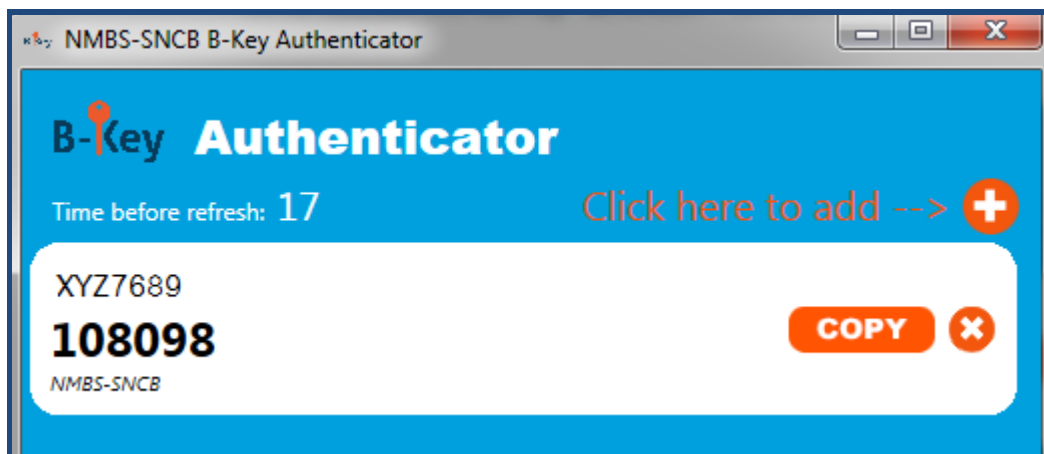 NMBS-SNCB B-Key Authenticator
B-Key Authenticator
Time before refresh: 17
Click here to add -->
XYZ7689
108098
COPY
NMBS-SNCB